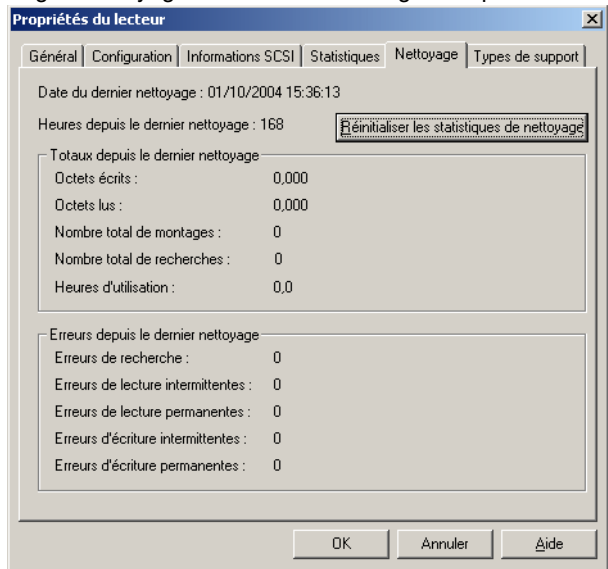 Propriétés du lecteur
Général Configuration Informations SCSI Statistiques Nettoyage Types de support
Date du dernier nettoyage : 01/10/2004 15:36:13
Heures depuis le dernier nettoyage : 168 Réinitialiser les statistiques de nettoyage
Totaux depuis le dernier nettoyage
Octets écrits : 0,000
Octets lus : 0,000
Nombre total de montages : 0
Nombre total de recherches : 0
Heures d'utilisation : 0,0
Erreurs depuis le dernier nettoyage
Erreurs de recherche : 0
Erreurs de lecture intermittentes : 0
Erreurs de lecture permanentes : 0
Erreurs d'écriture intermittentes : 0
Erreurs d'écriture permanentes : 0
OK Annuler Aide